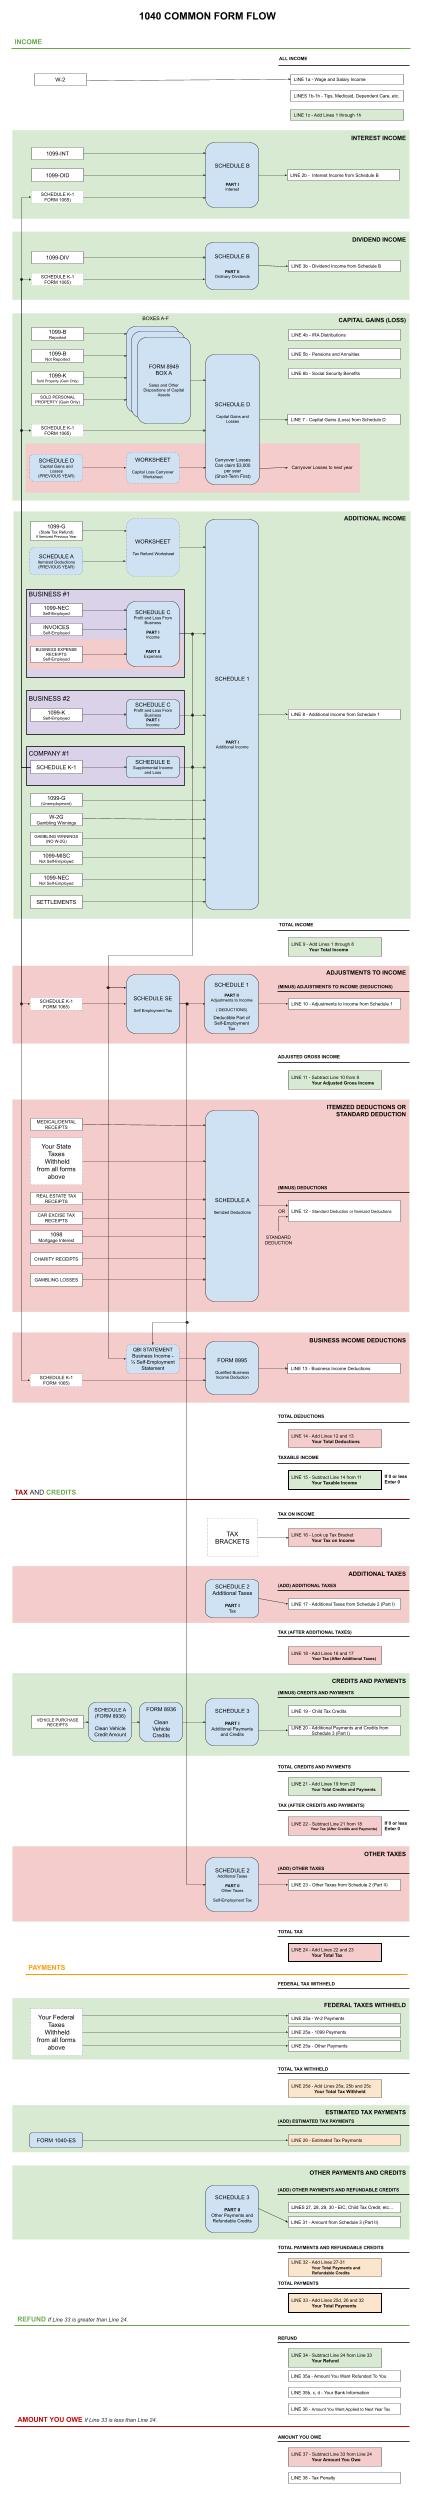 1040 COMMON FORM FLOW
INCOME
ALL INCOME
W-2
LINE 1a - Wage and Salary Income
LINES 1b-1h - Tips, Medicaid, Dependent Care, etc.
LINE 1z - Add Lines 1 through 1h
INTEREST INCOME
1099-INT
1099-OID
SCHEDULE K-1
FORM 1065)
SCHEDULE B
PART I
Interest
LINE 2b - Interest Income from Schedule B
DIVIDEND INCOME
1099-DIV
SCHEDULE K-1
FORM 1065)
SCHEDULE B
PART II
Ordinary Dividends
LINE 3b - Dividend Income from Schedule B
CAPITAL GAINS (LOSS)
BOXES A-F
1099-B
Reported
1099-B
Not Reported
1099-K
Sold Property (Gain Only)
SOLD PERSONAL
PROPERTY (Gain Only)
SCHEDULE K-1
FORM 1065)
FORM 8949
BOX A
Sales and Other
Dispositions of Capital
Assets
SCHEDULE D
Capital Gains and
Losses
Carryover Losses
Can claim $3,000
per year
(Short-Term First)
LINE 4b - IRA Distributions
LINE 5b - Pensions and Annuities
LINE 6b - Social Security Benefits
LINE 7 - Capital Gains (Loss) from Schedule D
SCHEDULE D
Capital Gains and
Losses
(PREVIOUS YEAR)
WORKSHEET
Capital Loss Carryover
Worksheet
Carryover Losses to next year
ADDITIONAL INCOME
1099-G
(State Tax Refund)
If Itemized Previous Year
SCHEDULE A
Itemized Deductions
(PREVIOUS YEAR)
WORKSHEET
Tax Refund Worksheet
BUSINESS #1
1099-NEC
Self-Employed
INVOICES
Self-Employed
BUSINESS EXPENSE
RECEIPTS
Self-Employed
SCHEDULE C
Profit and Loss From
Business
PART I
Income
PART II
Expenses
BUSINESS #2
1099-K
Self-Employed
SCHEDULE C
Profit and Loss From
Business
PART I
Income
COMPANY #1
SCHEDULE K-1
SCHEDULE E
Supplemental Income
and Loss
SCHEDULE 1
PART I
Additional Income
LINE 8 - Additional Income from Schedule 1
1099-G
(Unemployment)
W-2G
Gambling Winnings
GAMBLING WINNINGS
(NO W-2G)
1099-MISC
Not Self-Employed
1099-NEC
Not Self-Employed
SETTLEMENTS
TOTAL INCOME
LINE 9 - Add Lines 1 through 8
Your Total Income
ADJUSTMENTS TO INCOME
(MINUS) ADJUSTMENTS TO INCOME (DEDUCTIONS)
SCHEDULE K-1
FORM 1065)
SCHEDULE SE
Self Employment Tax
SCHEDULE 1
PART II
Adjustments to Income
( DEDUCTIONS)
Deductible Part of
Self-Employment
Tax
LINE 10 - Adjustments to Income from Schedule 1
ADJUSTED GROSS INCOME
LINE 11 - Subtract Line 10 from 9
Your Adjusted Gross Income
ITEMIZED DEDUCTIONS OR
STANDARD DEDUCTION
MEDICAL/DENTAL
RECEIPTS
Your State
Taxes
Withheld
from all forms
above
REAL ESTATE TAX
RECEIPTS
CAR EXCISE TAX
RECEIPTS
1098
Mortgage Interest
CHARITY RECEIPTS
GAMBLING LOSSES
SCHEDULE A
Itemized Deductions
(MINUS) DEDUCTIONS
OR
LINE 12 - Standard Deduction or Itemized Deductions
STANDARD
DEDUCTION
BUSINESS INCOME DEDUCTIONS
QBI STATEMENT
Business Income -
½ Self-Employment
Statement
SCHEDULE K-1
FORM 1065)
FORM 8995
Qualified Business
Income Deduction
LINE 13 - Business Income Deductions
TOTAL DEDUCTIONS
LINE 14 - Add Lines 12 and 13
Your Total Deductions
TAXABLE INCOME
LINE 15 - Subtract Line 14 from 11
Your Taxable Income
If 0 or less
Enter 0
TAX AND CREDITS
TAX ON INCOME
TAX
BRACKETS
LINE 16 - Look up Tax Bracket
Your Tax on Income
ADDITIONAL TAXES
(ADD) ADDITIONAL TAXES
SCHEDULE 2
Additional Taxes
PART I
Tax
LINE 17 - Additional Taxes from Schedule 2 (Part I)
TAX (AFTER ADDITIONAL TAXES)
LINE 18 - Add Lines 16 and 17
Your Tax (After Additional Taxes)
CREDITS AND PAYMENTS
(MINUS) CREDITS AND PAYMENTS
VEHICLE PURCHASE
RECEIPTS
SCHEDULE A
(FORM 8936)
Clean Vehicle
Credit Amount
FORM 8936
Clean
Vehicle
Credits
SCHEDULE 3
PART I
Additional Payments
and Credits
LINE 19 - Child Tax Credits
LINE 20 - Additional Payments and Credits from
Schedule 3 (Part I)
TOTAL CREDITS AND PAYMENTS
LINE 21 - Add Lines 19 from 20
Your Total Credits and Payments
TAX (AFTER CREDITS AND PAYMENTS)
LINE 22 - Subtract Line 21 from 18
Your Tax (After Credits and Payments)
If 0 or less
Enter 0
OTHER TAXES
(ADD) OTHER TAXES
SCHEDULE 2
Additional Taxes
PART II
Other Taxes
Self-Employment Tax
LINE 23 - Other Taxes from Schedule 2 (Part II)
TOTAL TAX
LINE 24 - Add Lines 22 and 23
Your Total Tax
PAYMENTS
FEDERAL TAX WITHHELD
FEDERAL TAXES WITHHELD
Your Federal
Taxes
Withheld
from all forms
above
LINE 25a - W-2 Payments
LINE 25a - 1099 Payments
LINE 25a - Other Payments
TOTAL TAX WITHHELD
LINE 25d - Add Lines 25a, 25b and 25c
Your Total Tax Withheld
ESTIMATED TAX PAYMENTS
(ADD) ESTIMATED TAX PAYMENTS
FORM 1040-ES
LINE 26 - Estimated Tax Payments
OTHER PAYMENTS AND CREDITS
(ADD) OTHER PAYMENTS AND REFUNDABLE CREDITS
SCHEDULE 3
PART II
Other Payments and
Refundable Credits
LINES 27, 28, 29, 30 - EIC, Child Tax Credit, etc...
LINE 31 - Amount from Schedule 3 (Part II)
TOTAL PAYMENTS AND REFUNDABLE CREDITS
LINE 32 - Add Lines 27-31
Your Total Payments and
Refundable Credits
TOTAL PAYMENTS
LINE 33 - Add Lines 25d, 26 and 32
Your Total Payments
REFUND If Line 33 is greater than Line 24.
REFUND
LINE 34 - Subtract Line 24 from Line 33
Your Refund
LINE 35a - Amount You Want Refunded To You
LINE 35b, c, d - Your Bank Information
LINE 36 - Amount You Want Applied to Next Year Tax
AMOUNT YOU OWE If Line 33 is less than Line 24.
AMOUNT YOU OWE
LINE 37 - Subtract Line 33 from Line 24
Your Amount You Owe
LINE 38 - Tax Penalty